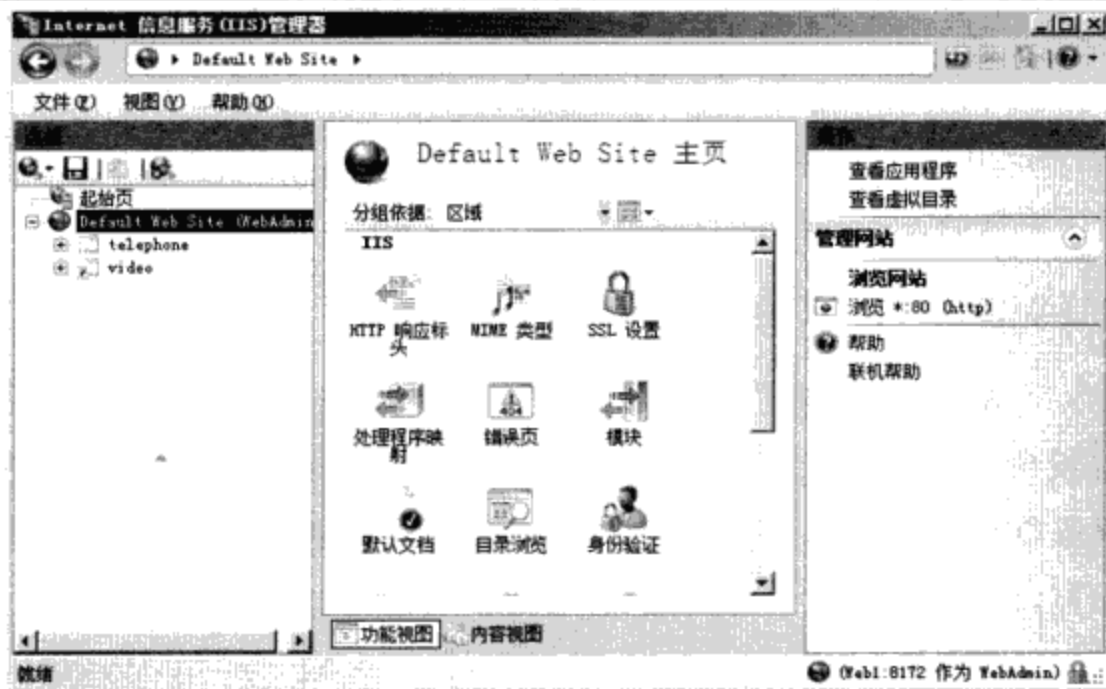 Internet 信息服务(IIS)管理器
Default Web Site
文件(F) 视图(V) 帮助(H)
起始页
Default Web Site (WebAdmin
telephone
video
Default Web Site 主页
分组依据: 区域
IIS
HTTP 响应标
头
MIME 类型
SSL 设置
处理程序映
射
404
错误页
模块
默认文档
目录浏览
身份验证
功能视图
内容视图
操作
查看应用程序
查看虚拟目录
管理网站
浏览网站
浏览 *:80 (http)
帮助
联机帮助
就绪
(Web1:8172 作为 WebAdmin)